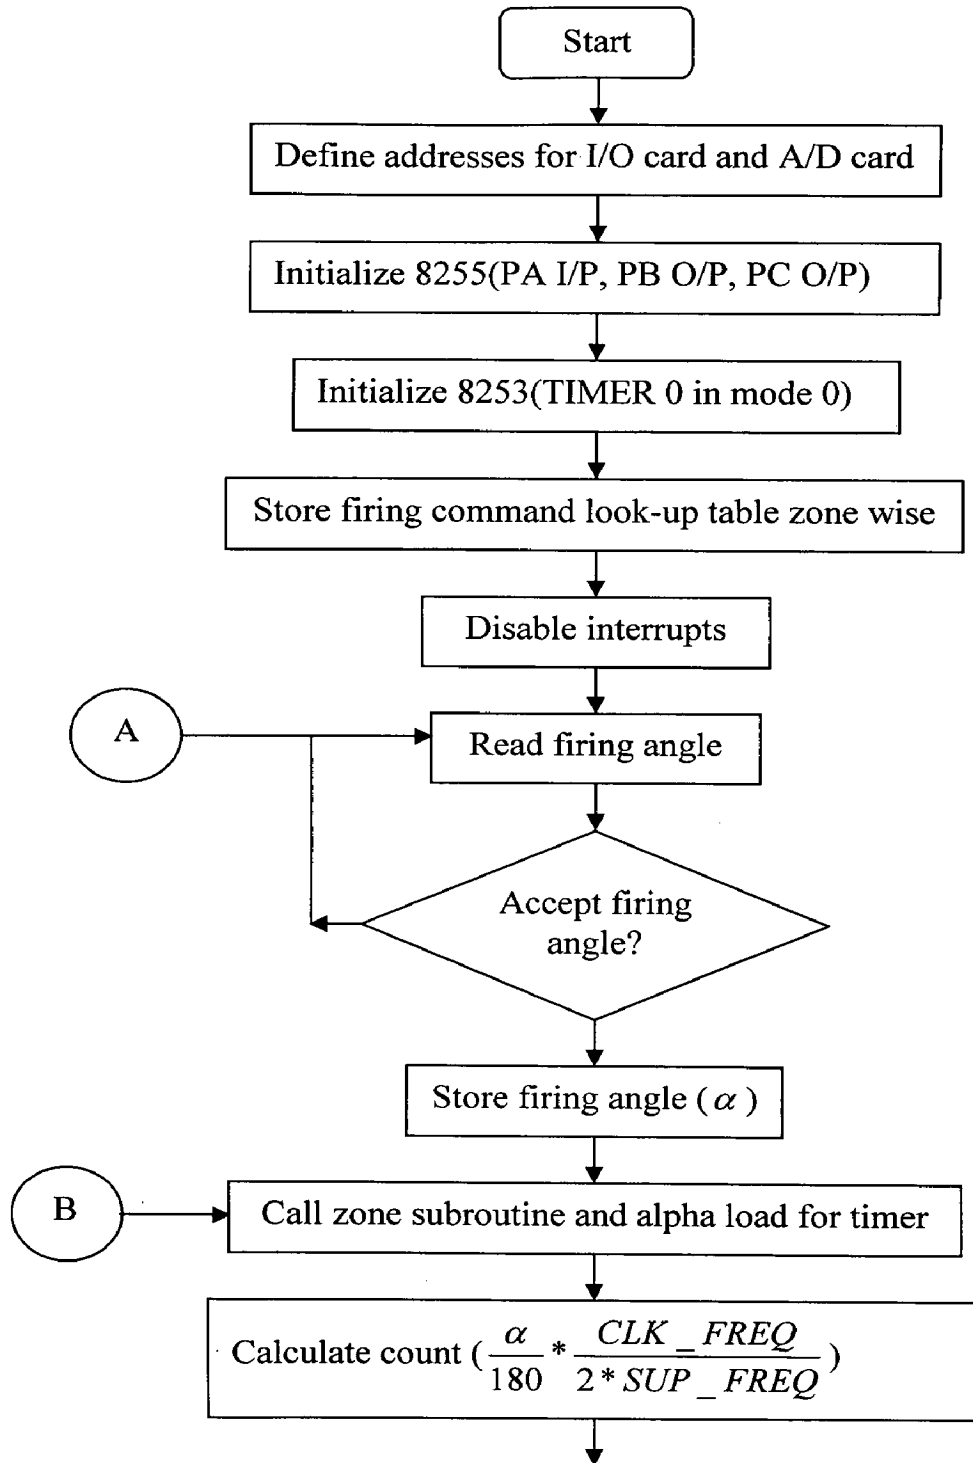 Start
Define addresses for I/O card and A/D card
Initialize 8255(PA I/P, PB O/P, PC O/P)
Initialize 8253(TIMER 0 in mode 0)
Store firing command look-up table zone wise
Disable interrupts
A
Read firing angle
Accept firing
angle?
Store firing angle (α)
B
Call zone subroutine and alpha load for timer
Calculate count (α/180 * CLK_FREQ/2*SUP_FREQ)